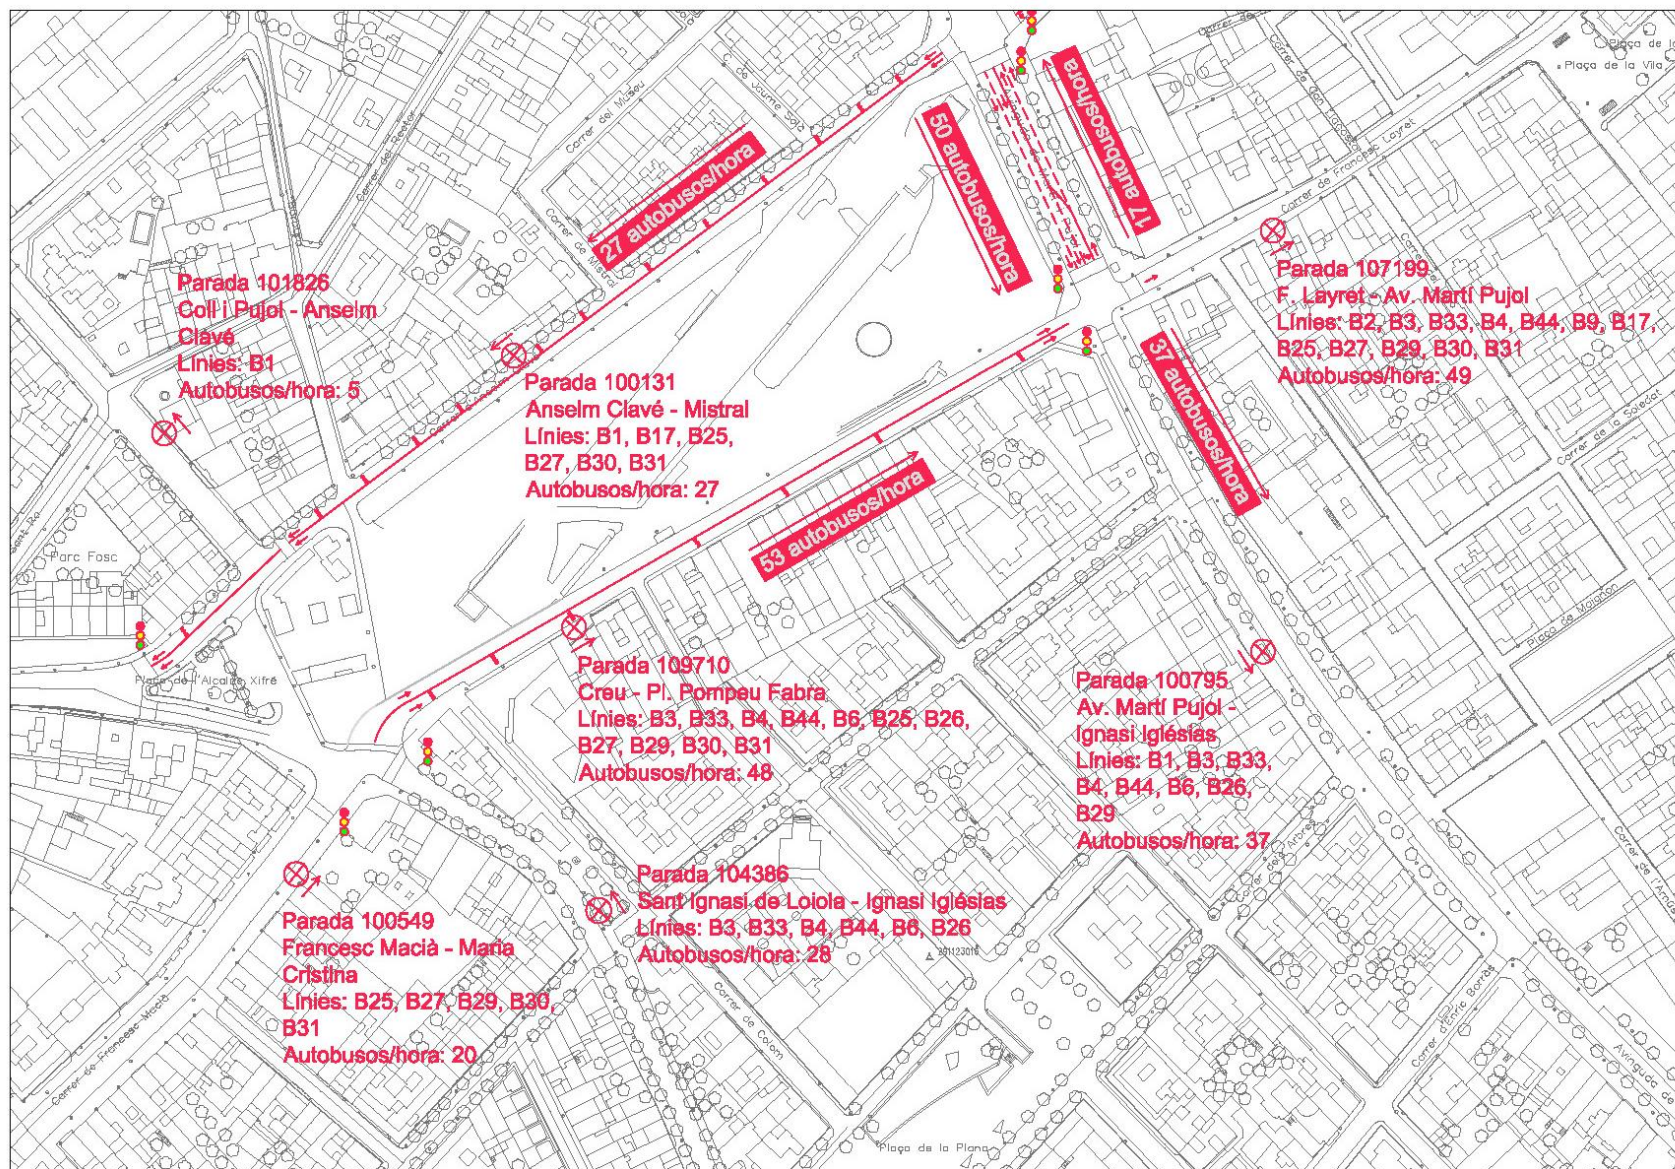 Plaça de la Vila
Carrer de Jaume Solà
Carrer del Museu
Carrer del Rector
27 autobusos/hora
50 autobusos/hora
17 autobusos/hora
Carrer de Francesc Layret
Carrer de Mistral
Parada 101826
Coll i Pujol - Anselm
Clavé
Línies: B1
Autobusos/hora: 5
Parada 107199
F. Layret - Av. Martí Pujol
Línies: B2, B3, B33, B4, B44, B9, B17,
B25, B27, B29, B30, B31
Autobusos/hora: 49
Parada 100131
Anselm Clavé - Mistral
Línies: B1, B17, B25,
B27, B30, B31
Autobusos/hora: 27
37 autobusos/hora
Carrer de la Soledat
53 autobusos/hora
Parc Fosc
Plaça de l'Alcalde Xifré
Parada 109710
Creu - Pl. Pompeu Fabra
Línies: B3, B33, B4, B44, B6, B25, B26,
B27, B29, B30, B31
Autobusos/hora: 48
Parada 100795
Av. Martí Pujol -
Ignasi Iglésias
Línies: B1, B3, B33,
B4, B44, B6, B26,
B29
Autobusos/hora: 37
Parada 104386
Sant Ignasi de Loiola - Ignasi Iglésias
Línies: B3, B33, B4, B44, B6, B26
Autobusos/hora: 28
Parada 100549
Francesc Macià - Maria
Cristina
Línies: B25, B27, B29, B30,
B31
Autobusos/hora: 20
Carrer de Francesc Macià
Carrer de Colom
Carrer d'Enric Borràs
Avinguda de
Plaça de la Plana